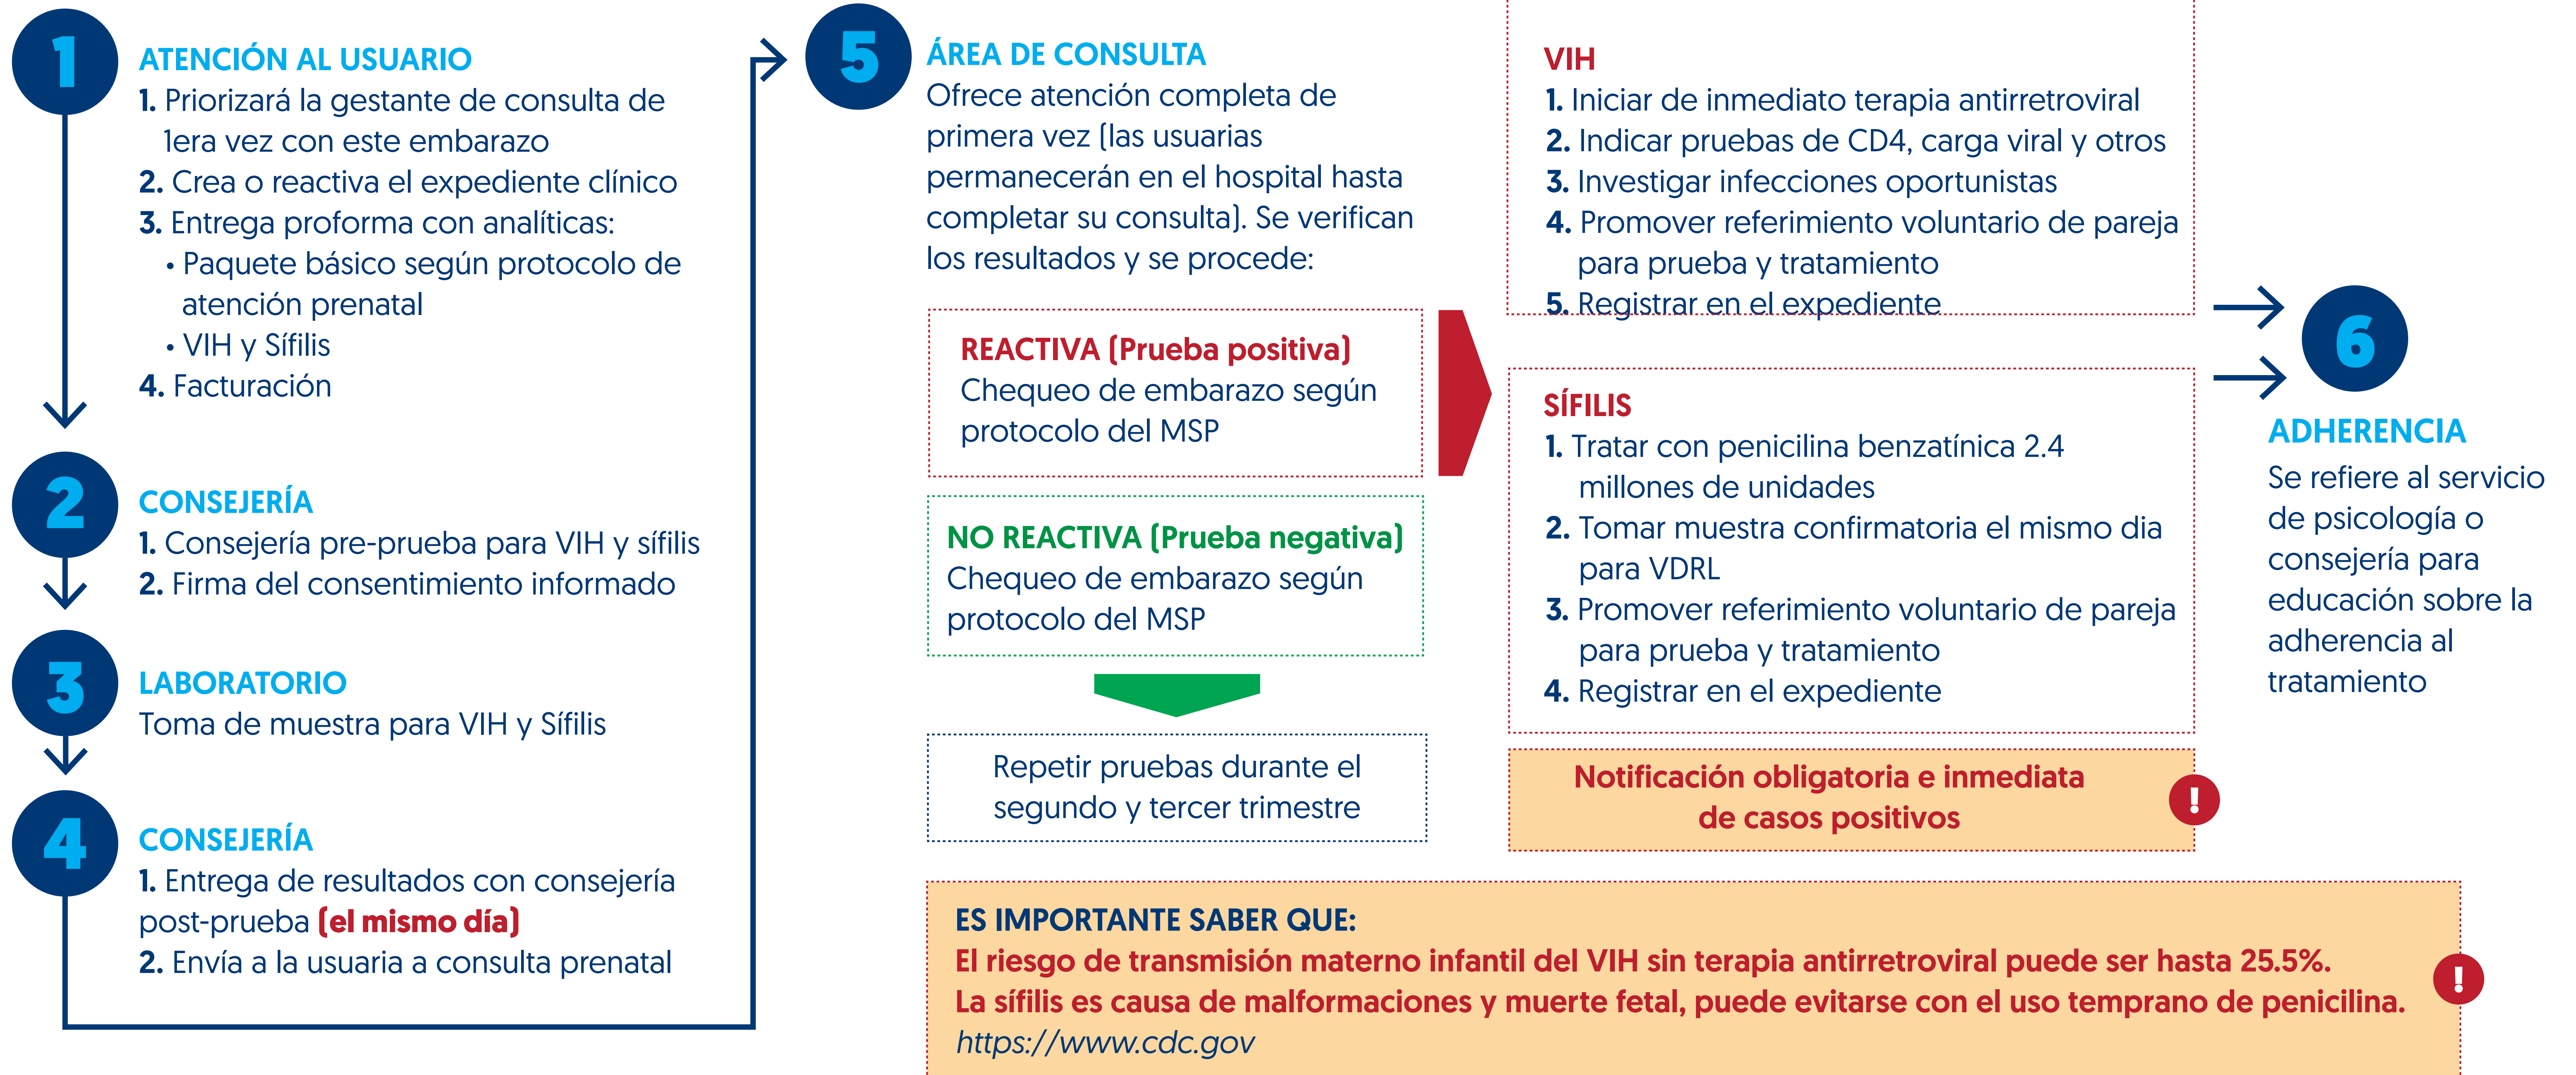 1
ATENCIÓN AL USUARIO
1. Priorizará la gestante de consulta de
1era vez con este embarazo
2. Crea o reactiva el expediente clínico
3. Entrega proforma con analíticas:
• Paquete básico según protocolo de
atención prenatal
• VIH y Sífilis
4. Facturación
2
CONSEJERÍA
1. Consejería pre-prueba para VIH y sífilis
2. Firma del consentimiento informado
3
LABORATORIO
Toma de muestra para VIH y Sífilis
4
CONSEJERÍA
1. Entrega de resultados con consejería
post-prueba (el mismo día)
2. Envía a la usuaria a consulta prenatal
5
ÁREA DE CONSULTA
Ofrece atención completa de
primera vez (las usuarias
permanecerán en el hospital hasta
completar su consulta). Se verifican
los resultados y se procede:
REACTIVA (Prueba positiva)
Chequeo de embarazo según
protocolo del MSP
NO REACTIVA (Prueba negativa)
Chequeo de embarazo según
protocolo del MSP
Repetir pruebas durante el
segundo y tercer trimestre
VIH
1. Iniciar de inmediato terapia antirretroviral
2. Indicar pruebas de CD4, carga viral y otros
3. Investigar infecciones oportunistas
4. Promover referimiento voluntario de pareja
para prueba y tratamiento
5. Registrar en el expediente
SÍFILIS
1. Tratar con penicilina benzatínica 2.4
millones de unidades
2. Tomar muestra confirmatoria el mismo dia
para VDRL
3. Promover referimiento voluntario de pareja
para prueba y tratamiento
4. Registrar en el expediente
Notificación obligatoria e inmediata
de casos positivos
!
6
ADHERENCIA
Se refiere al servicio
de psicología o
consejería para
educación sobre la
adherencia al
tratamiento
ES IMPORTANTE SABER QUE:
El riesgo de transmisión materno infantil del VIH sin terapia antirretroviral puede ser hasta 25.5%.
La sífilis es causa de malformaciones y muerte fetal, puede evitarse con el uso temprano de penicilina.
https://www.cdc.gov
!